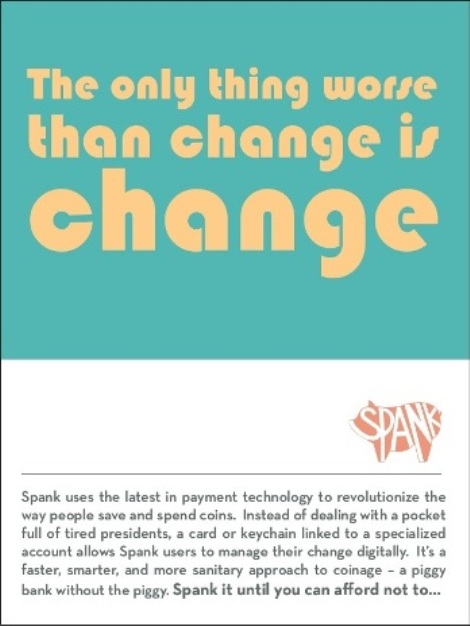 The only thing worse
than change is
change
SPANK
Spank uses the latest in payment technology to revolutionize the
way people save and spend coins. Instead of dealing with a pocket
full of tired presidents, a card or keychain linked to a specialized
account allows Spank users to manage their change digitally. It's a
faster, smarter, and more sanitary approach to coinage – a piggy
bank without the piggy. Spank it until you can afford not to...